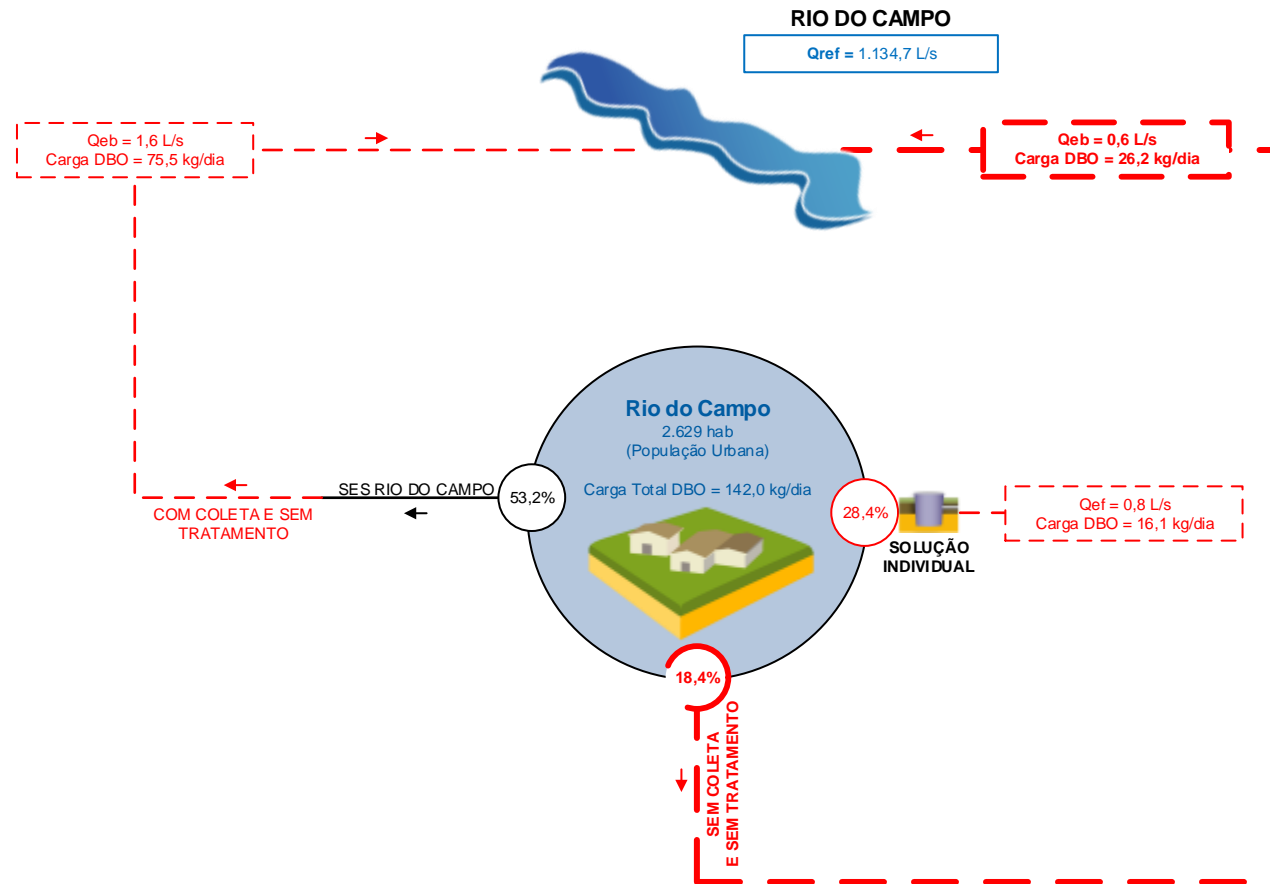 RIO DO CAMPO
Qref = 1.134,7 L/s
Qeb = 1,6 L/s
Carga DBO = 75,5 kg/dia
Qeb = 0,6 L/s
Carga DBO = 26,2 kg/dia
Rio do Campo
2.629 hab
(População Urbana)
Carga Total DBO = 142,0 kg/dia
SES RIO DO CAMPO
53,2%
COM COLETA E SEM
TRATAMENTO
28,4%
SOLUÇÃO
INDIVIDUAL
Qef = 0,8 L/s
Carga DBO = 16,1 kg/dia
18,4%
SEM COLETA
E SEM TRATAMENTO